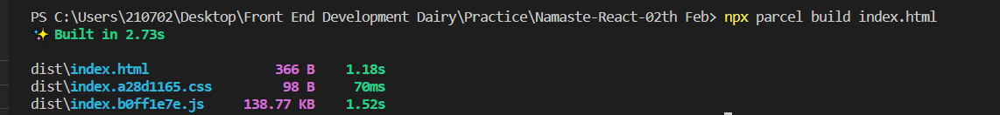 PS C:\Users\210702\Desktop\Front End Development Dairy\Practice\Namaste-React-02th Feb> npx parcel build index.html
✨ Built in 2.73s
dist\index.html 366 B 1.18s
dist\index.a28d1165.css 98 B 70ms
dist\index.b0ff1e7e.js 138.77 KB 1.52s